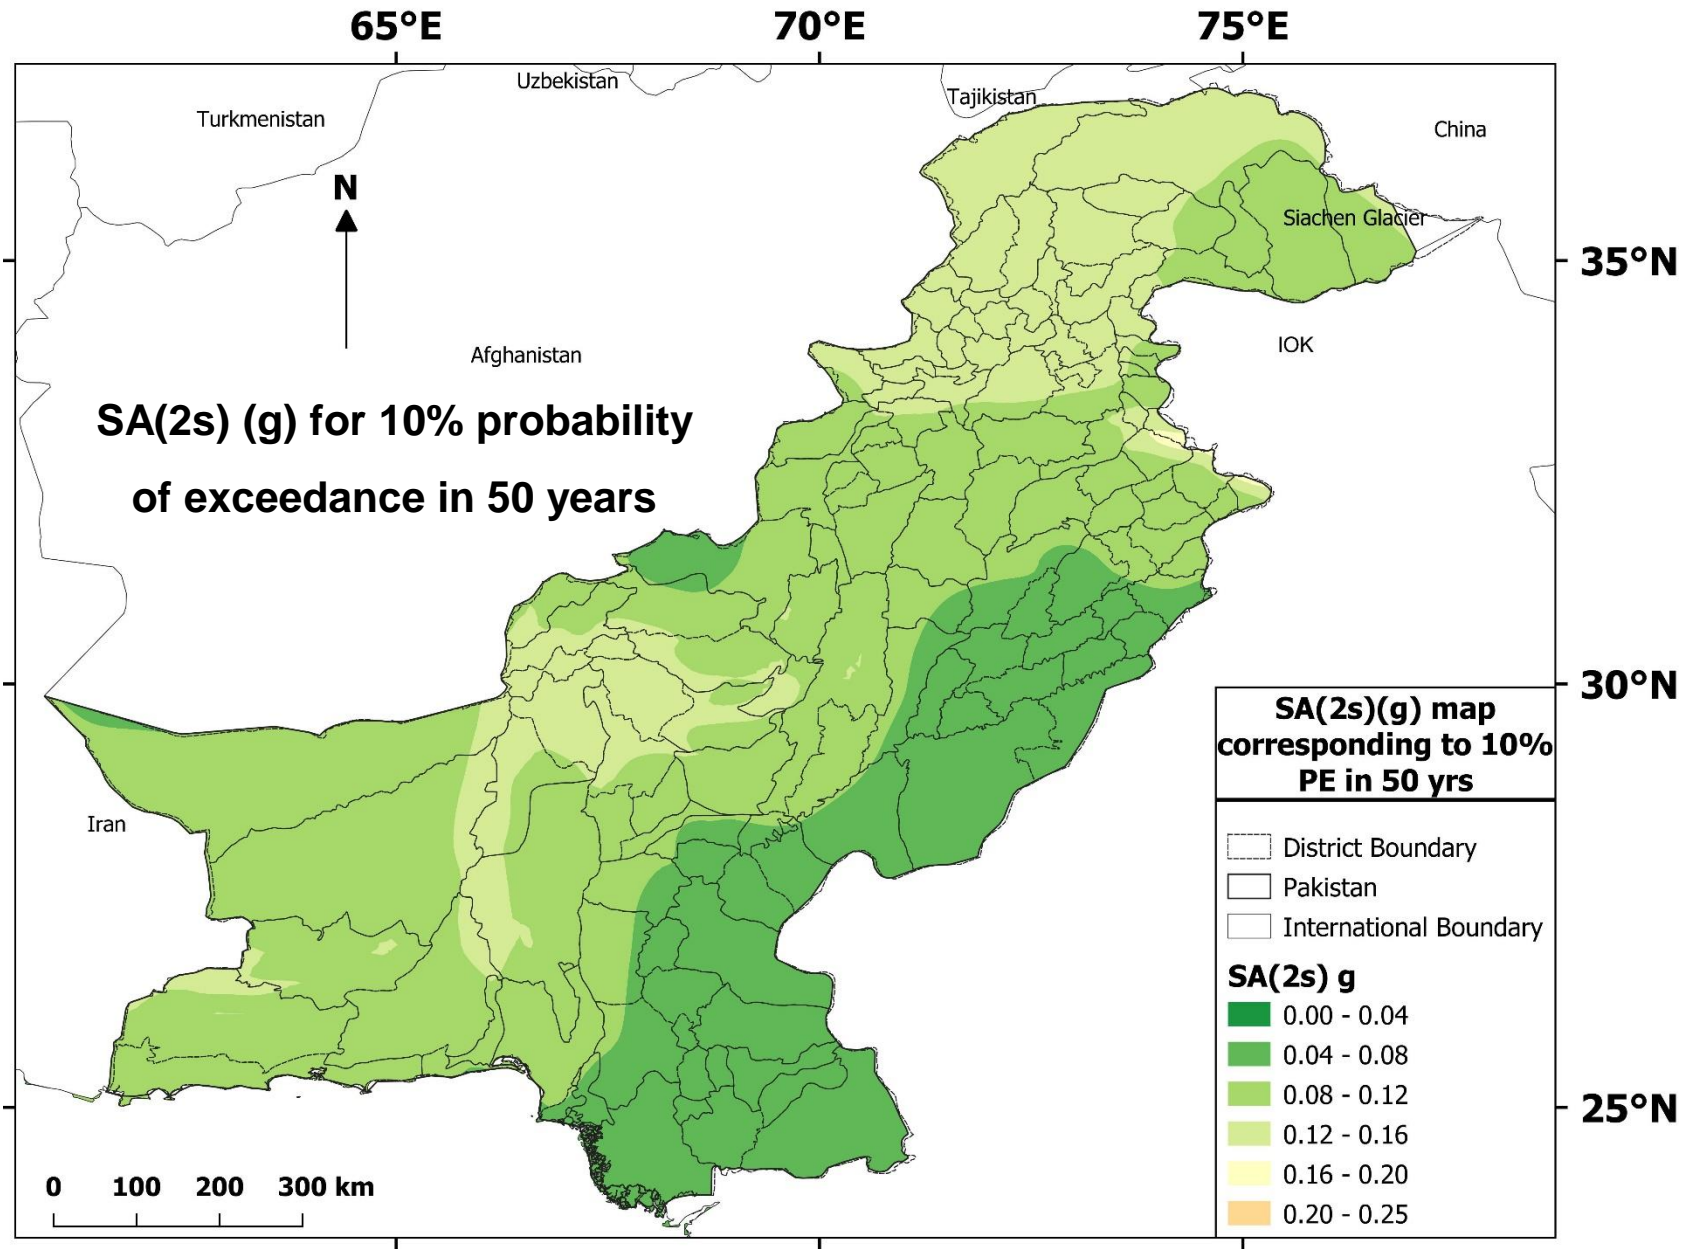 65°E 70°E 75°E
Uzbekistan
Tajikistan
Turkmenistan
China
N
Siachen Glacier
35°N
IOK
Afghanistan
SA(2s) (g) for 10% probability
of exceedance in 50 years
30°N
Iran
SA(2s)(g) map
corresponding to 10%
PE in 50 yrs
District Boundary
Pakistan
International Boundary
SA(2s) g
0.00 - 0.04
0.04 - 0.08
0.08 - 0.12
0.12 - 0.16
0.16 - 0.20
0.20 - 0.25
25°N
0 100 200 300 km